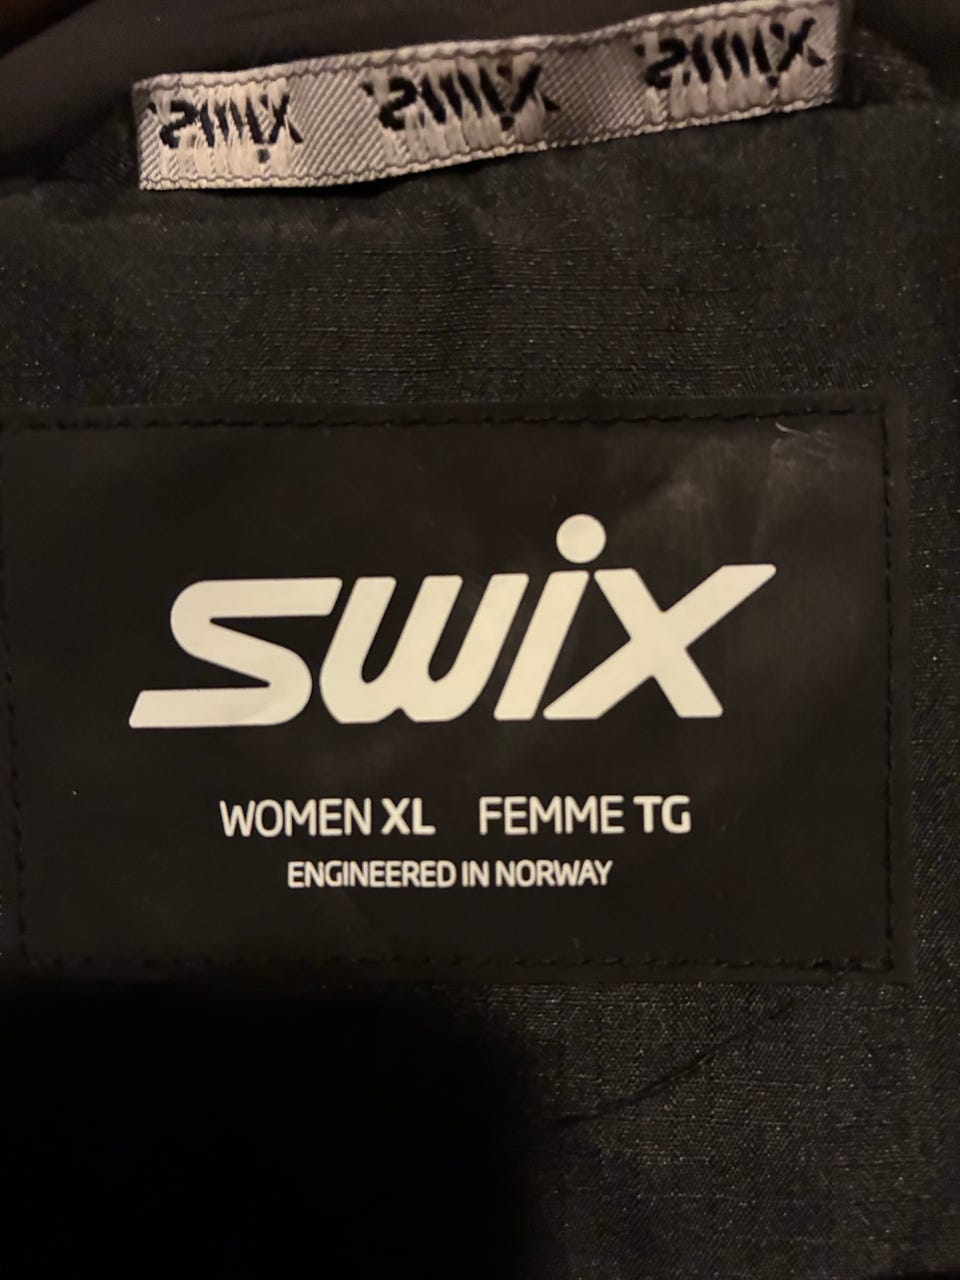 swix swix swix
swix
WOMEN XL FEMME TG
ENGINEERED IN NORWAY